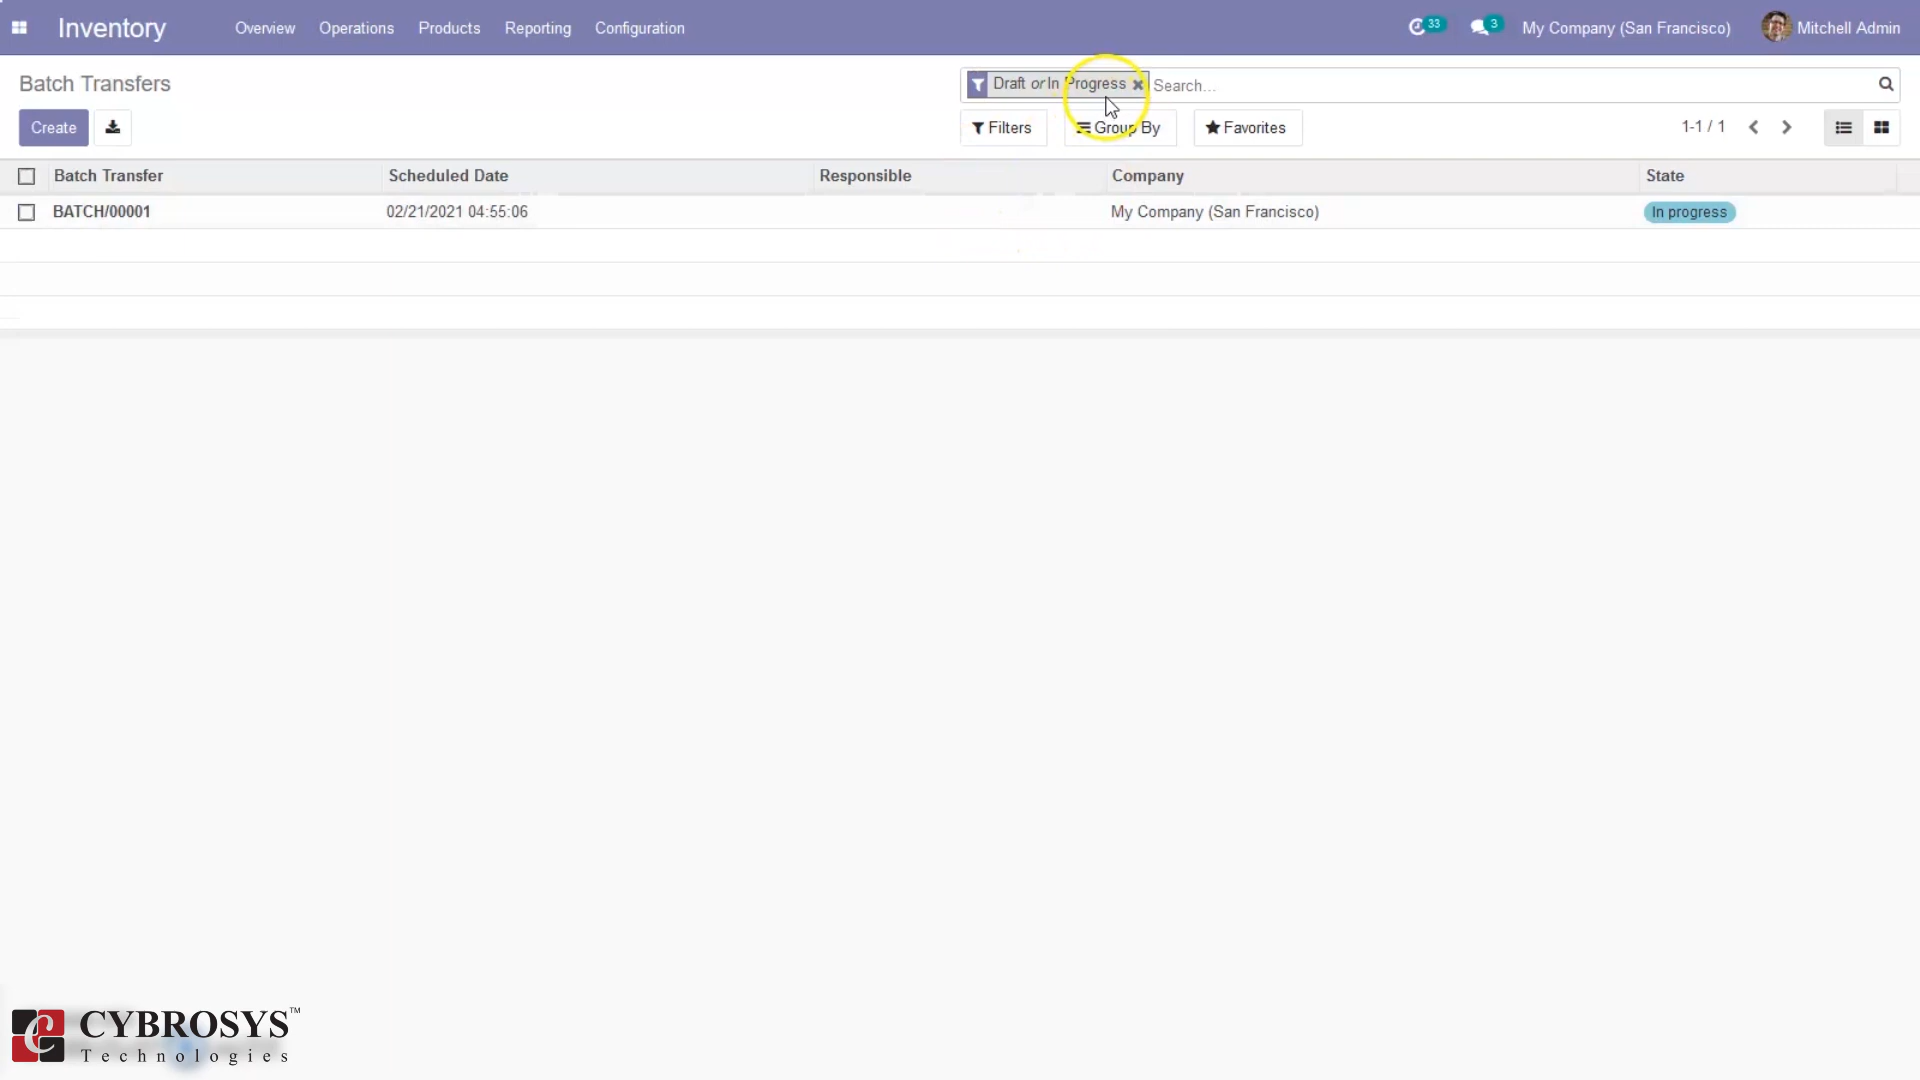 Inventory Overview Operations Products Reporting Configuration 33 3 My Company (San Francisco) Mitchell Admin
Batch Transfers Draft or In Progress Search...
Create Filters Group By Favorites 1-1 / 1
Batch Transfer Scheduled Date Responsible Company State
BATCH/00001 02/21/2021 04:55:06 My Company (San Francisco) In progress
CYBROSYS™
Technologies